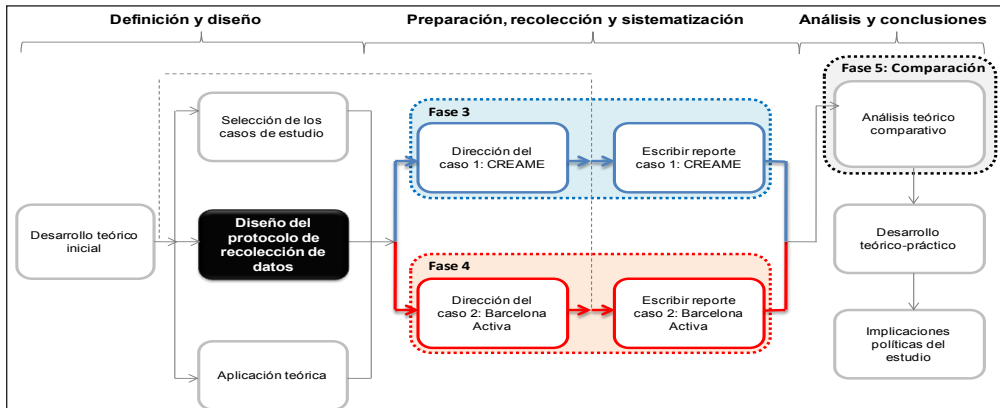 Definición y diseño
Preparación, recolección y sistematización
Análisis y conclusiones
Desarrollo teórico
inicial
Selección de los
casos de estudio
Diseño del
protocolo de
recolección de
datos
Aplicación teórica
Fase 3
Dirección del
caso 1: CREAME
Escribir reporte
caso 1: CREAME
Fase 4
Dirección del
caso 2: Barcelona
Activa
Escribir reporte
caso 2: Barcelona
Activa
Fase 5: Comparación
Análisis teórico
comparativo
Desarrollo
teórico-práctico
Implicaciones
políticas del
estudio